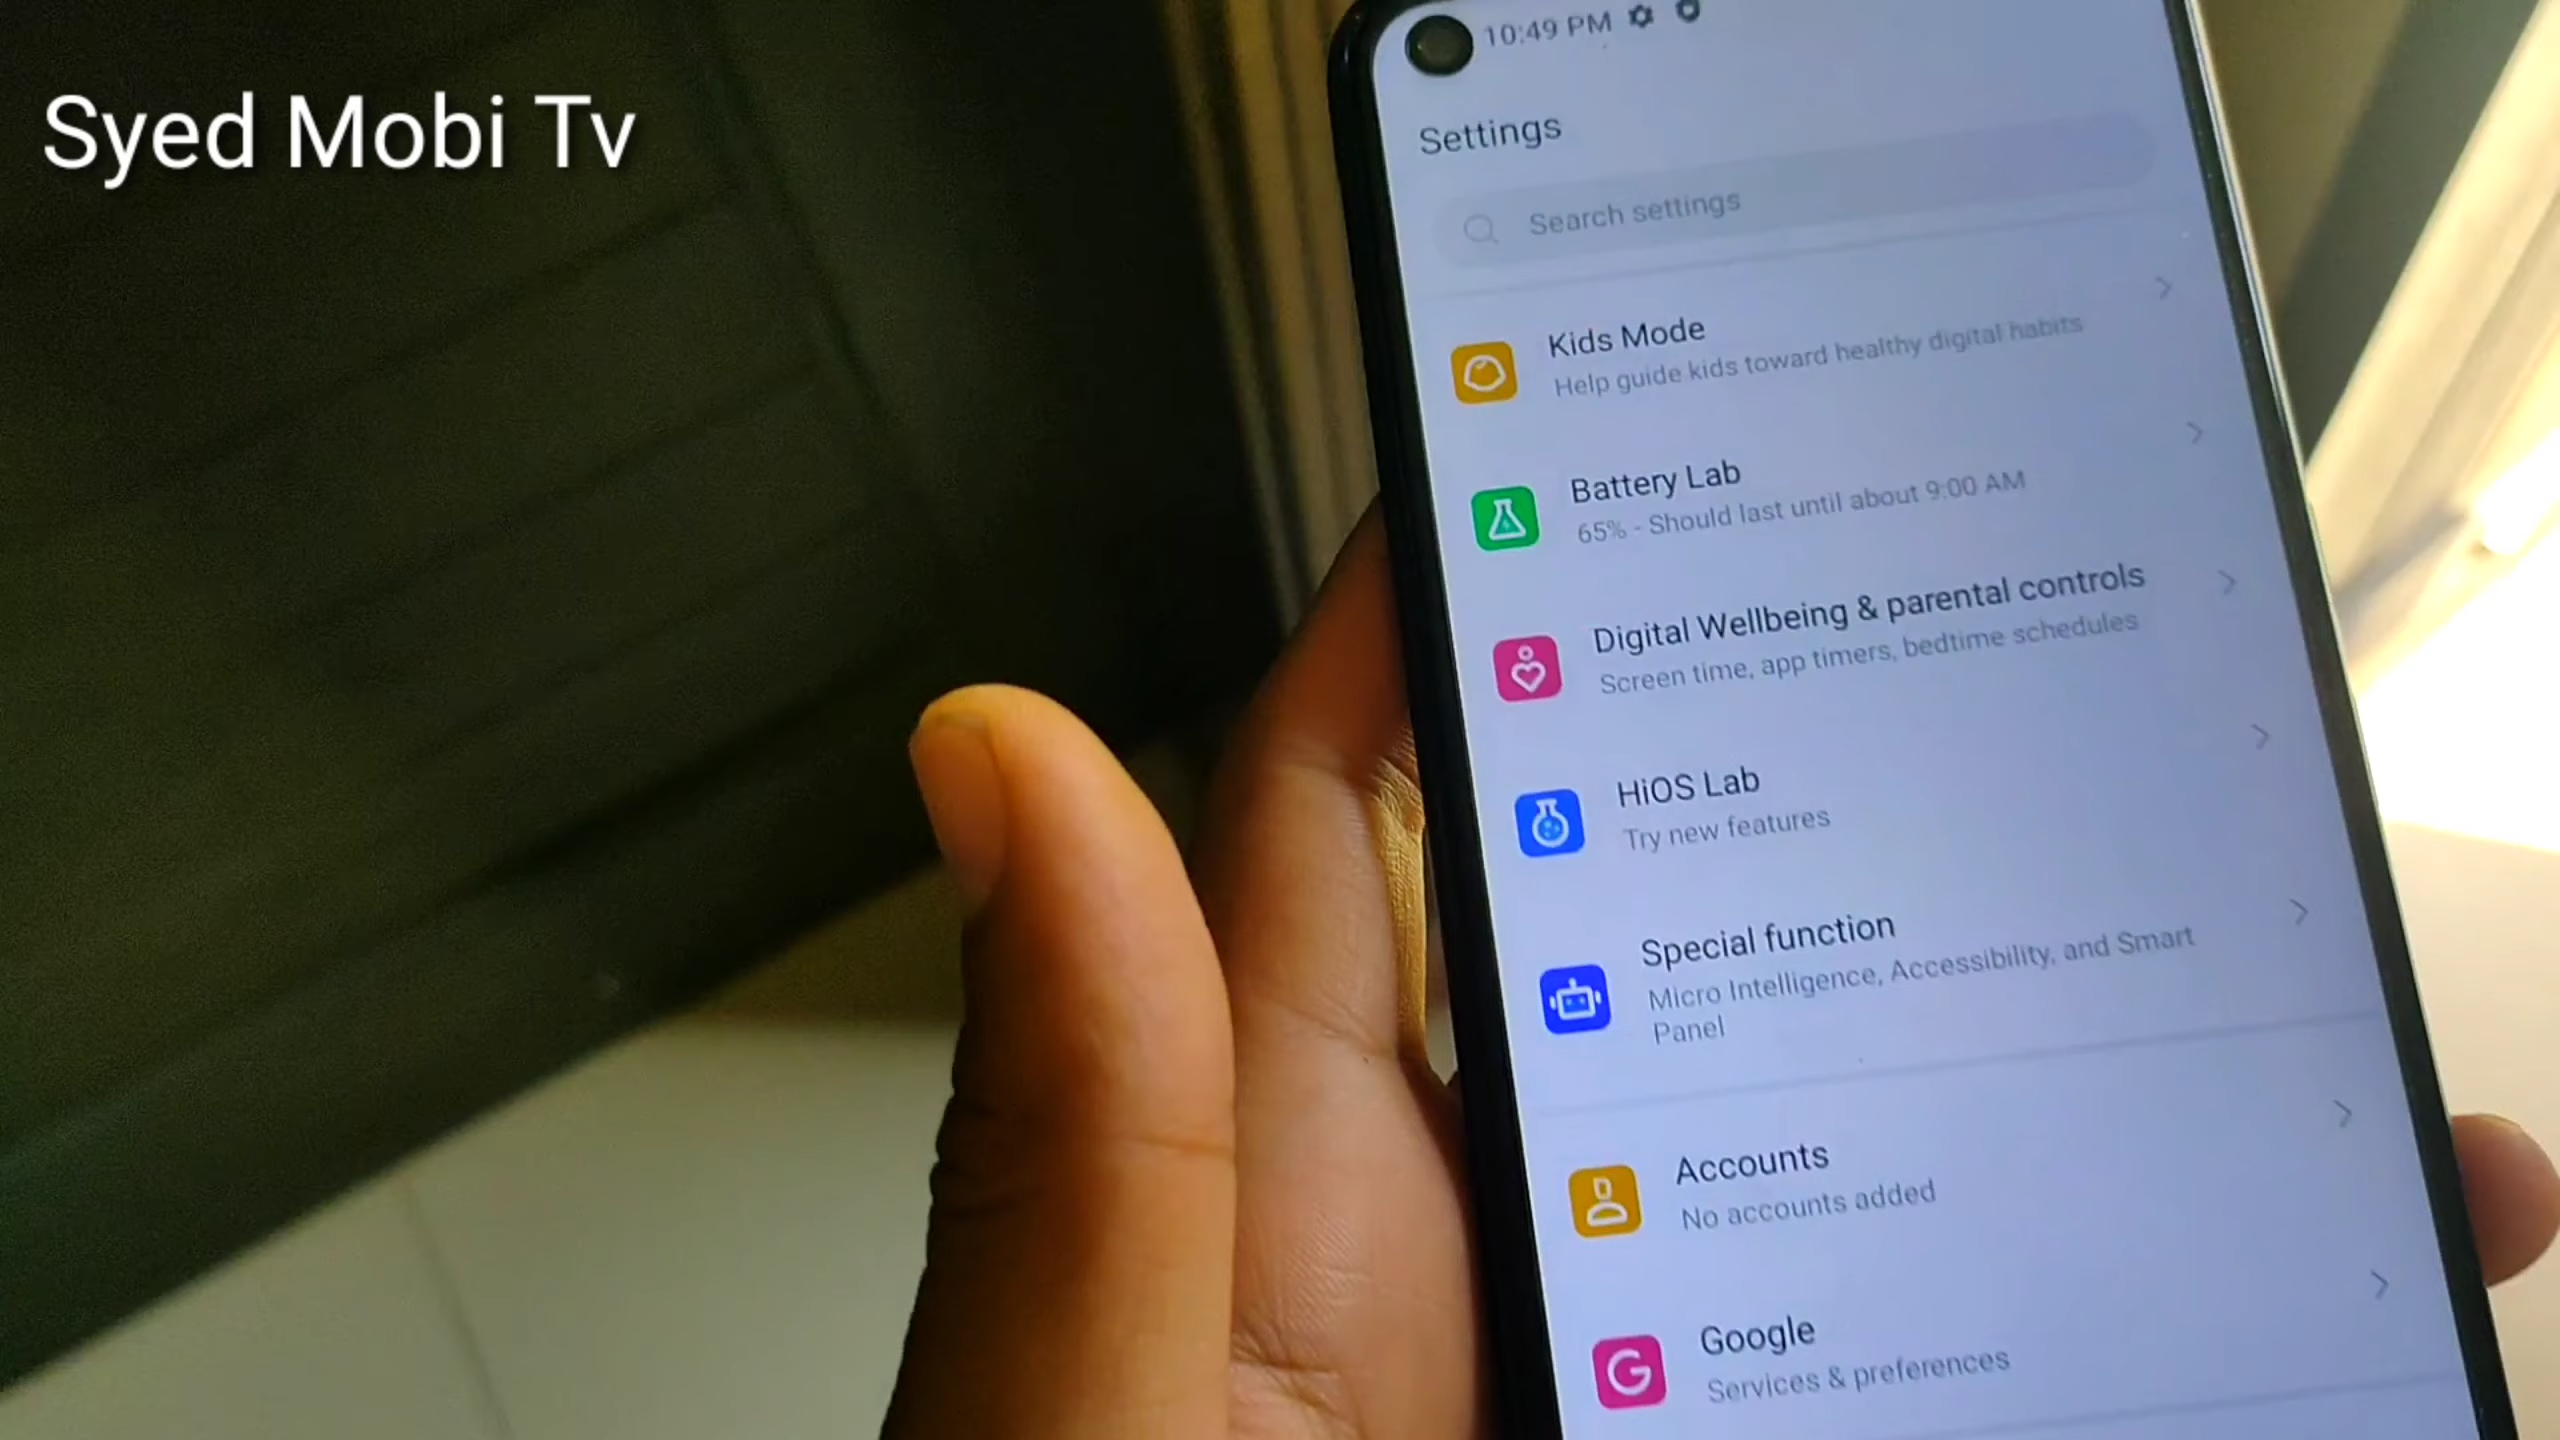 Syed Mobi Tv
10:49 PM
Settings
Search settings
Kids Mode
Help guide kids toward healthy digital habits
Battery Lab
65% - Should last until about 9:00 AM
Digital Wellbeing & parental controls
Screen time, app timers, bedtime schedules
HiOS Lab
Try new features
Special function
Micro Intelligence, Accessibility, and Smart
Panel
Accounts
No accounts added
Google
Services & preferences